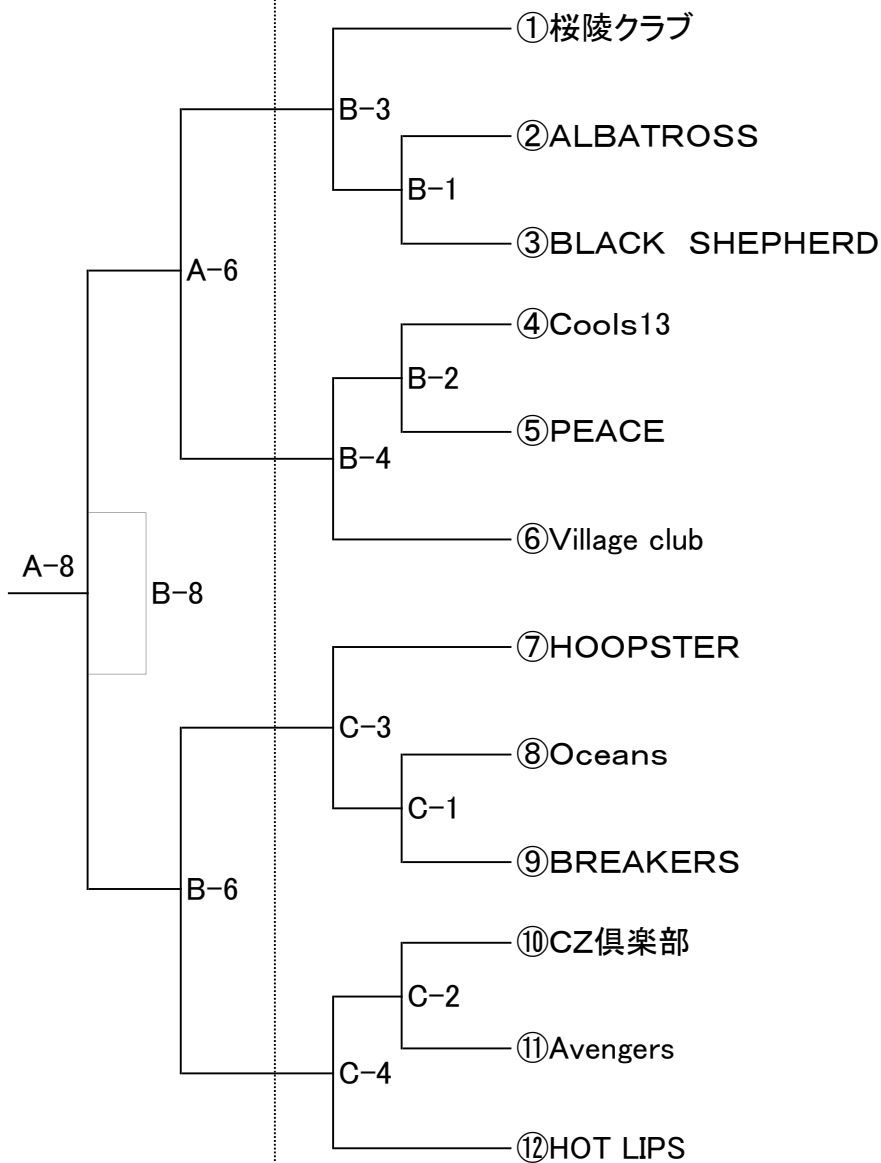 ①桜陵クラブ
B-3
②ALBATROSS
B-1
③BLACK　SHEPHERD
A-6
④Cools13
B-2
⑤PEACE
B-4
⑥Village club
A-8
B-8
⑦HOOPSTER
C-3
⑧Oceans
C-1
⑨BREAKERS
B-6
⑩CZ倶楽部
C-2
⑪Avengers
C-4
⑫HOT LIPS